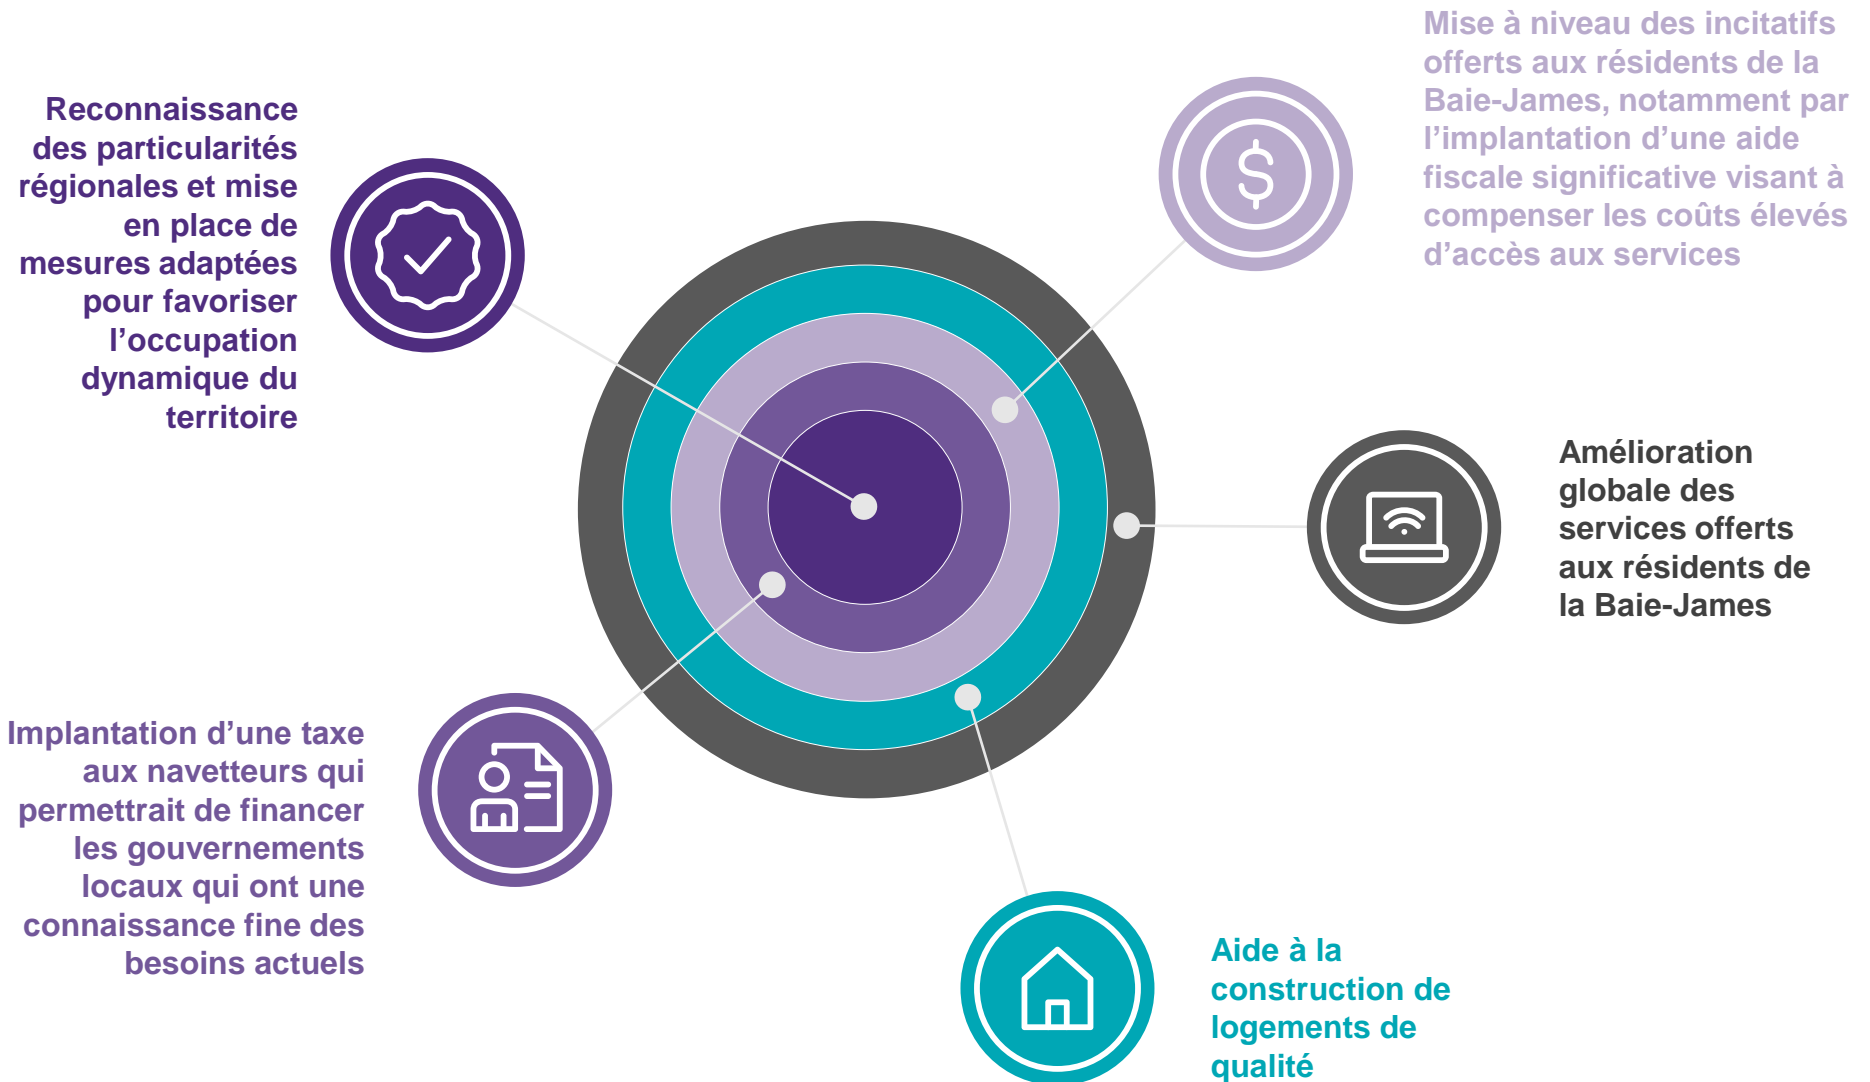 Mise à niveau des incitatifs
offerts aux résidents de la
Baie-James, notamment par
l’implantation d’une aide
fiscale significative visant à
compenser les coûts élevés
d’accès aux services
Reconnaissance
des particularités
régionales et mise
en place de
mesures adaptées
pour favoriser
l’occupation
dynamique du
territoire
$
Amélioration
globale des
services offerts
aux résidents de
la Baie-James
Implantation d’une taxe
aux navetteurs qui
permettrait de financer
les gouvernements
locaux qui ont une
connaissance fine des
besoins actuels
Aide à la
construction de
logements de
qualité